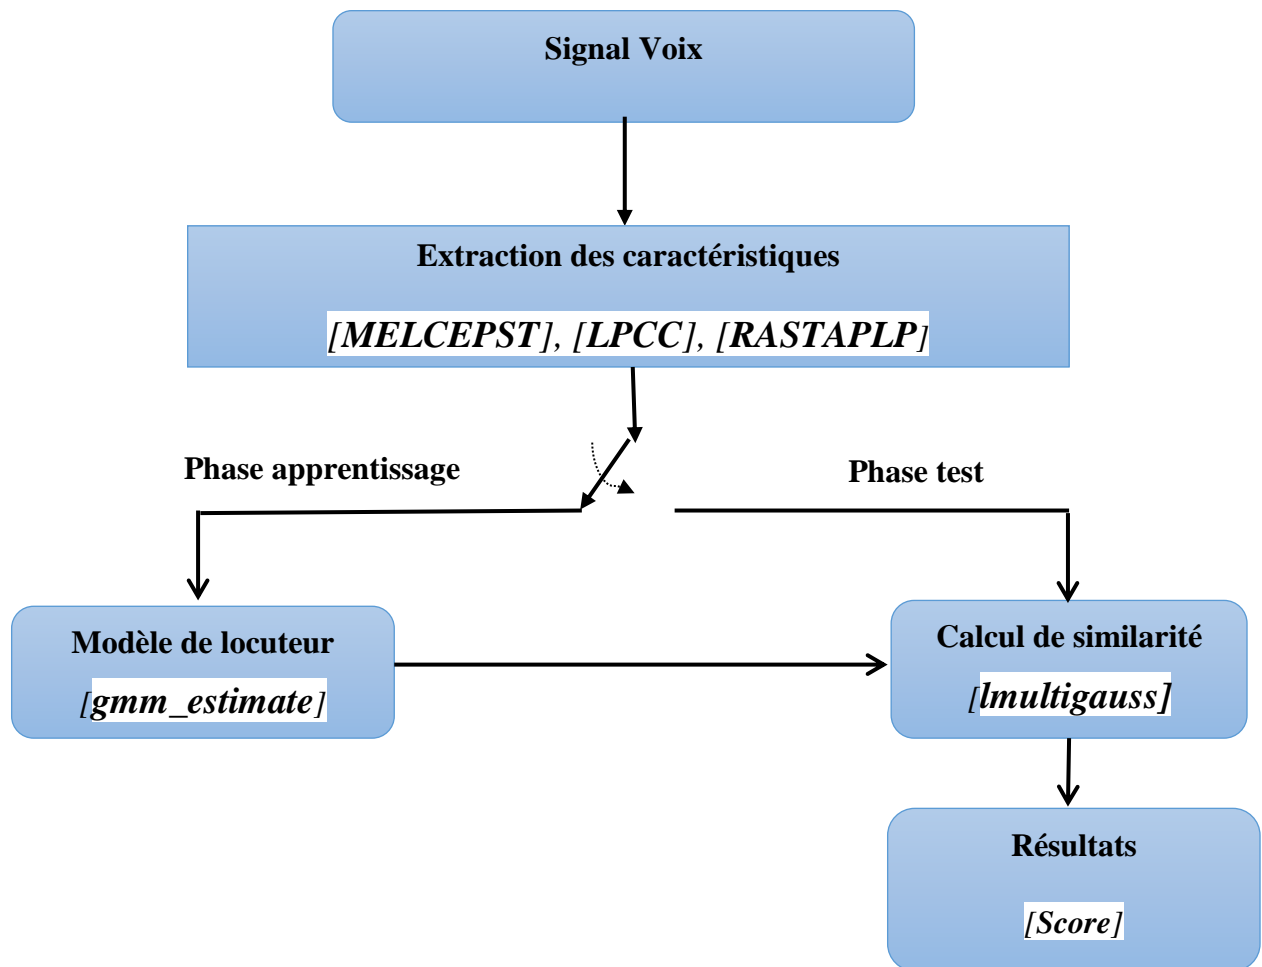 Signal Voix
Extraction des caractéristiques
[MELCEPST], [LPCC], [RASTAPLP]
Phase apprentissage
Phase test
Modèle de locuteur
[gmm_estimate]
Calcul de similarité
[lmultigauss]
Résultats
[Score]